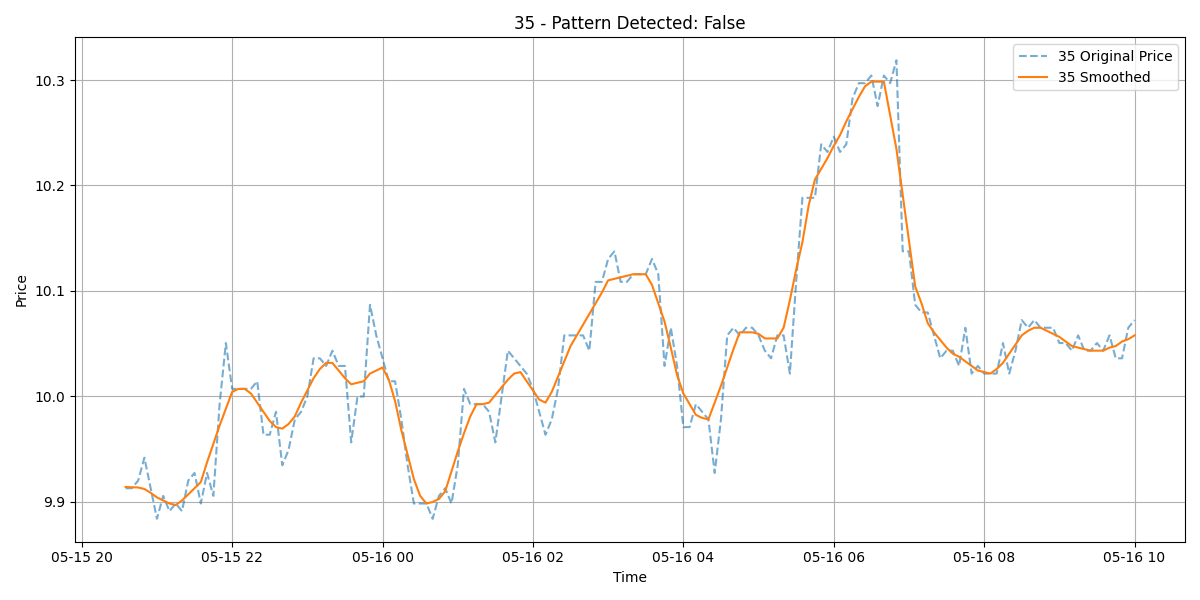 35 - Pattern Detected: False
35 Original Price
35 Smoothed
Price
10.3
10.2
10.1
10.0
9.9
05-15 20 05-15 22 05-16 00 05-16 02 05-16 04 05-16 06 05-16 08 05-16 10
Time